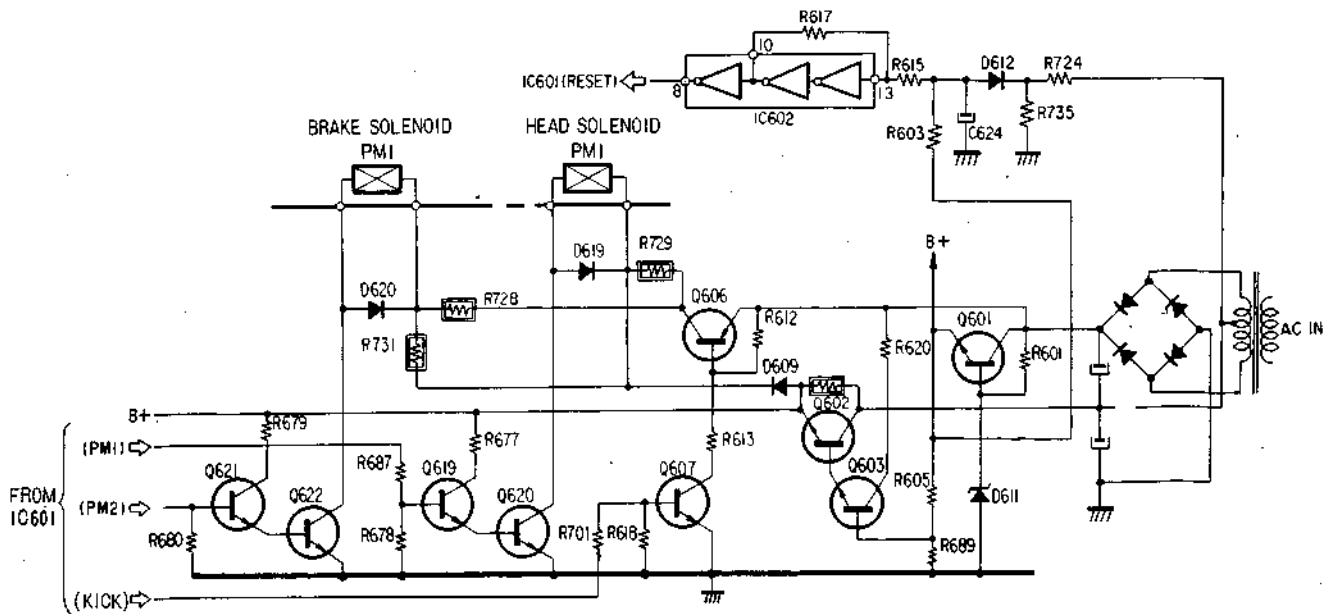 R617
10
IC601(RESET)
8
13
IC602
R615
D612
R724
R735
R603
C624
BRAKE SOLENOID
PM1
HEAD SOLENOID
PM1
D619
R729
B+
D620
R728
Q606
R612
Q601
AC IN
R731
R620
R601
D609
Q602
B+
R679
R677
R613
(PM1)
R687
Q603
Q621
Q619
Q607
R605
D611
FROM
IC601
(PM2)
Q622
Q620
R680
R678
R701
R618
R689
(KICK)